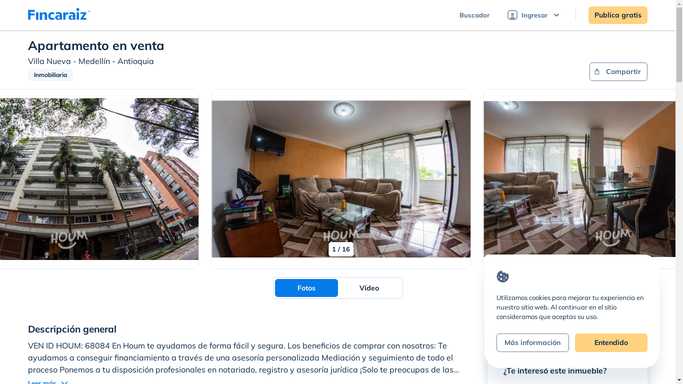 Fincaraiz
Buscador
Ingresar
Publica gratis
Apartamento en venta
Villa Nueva - Medellín - Antioquia
Inmobiliaria
Compartir
HOUM
HOUM
HOUM
1 / 16
Fotos
Video
Descripción general
VEN ID HOUM: 68084 En Houm te ayudamos de forma fácil y segura. Los beneficios de comprar con nosotros: Te
ayudamos a conseguir financiamiento a través de una asesoría personalizada Mediación y seguimiento de todo el
proceso Ponemos a tu disposición profesionales en notariado, registro y asesoría jurídica ¡Solo te preocupas de las...
Leer más
Utilizamos cookies para mejorar tu experiencia en
nuestro sitio web. Al continuar en el sitio
consideramos que aceptas su uso.
Más información
Entendido
¿Te interesó este inmueble?